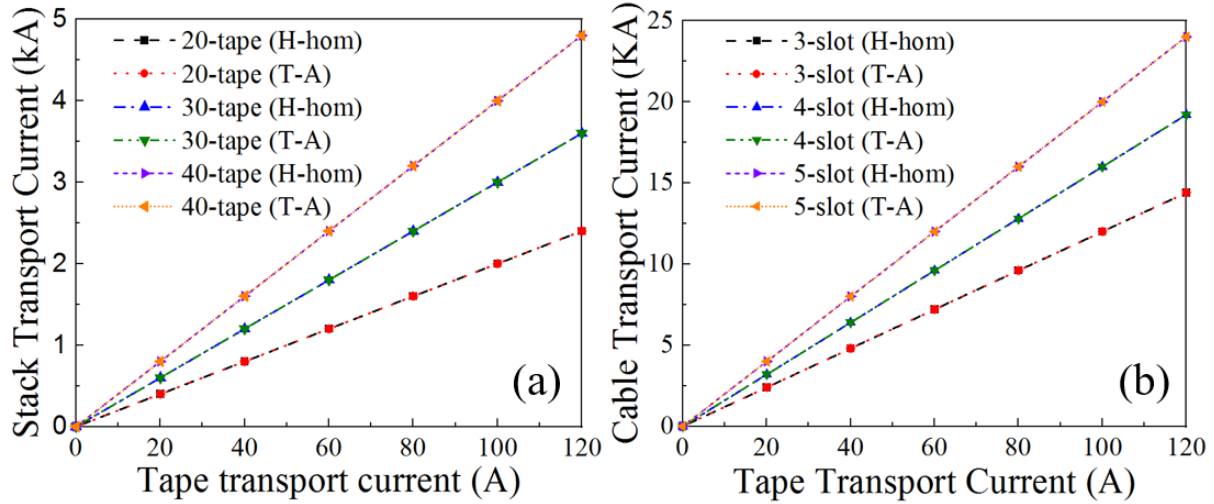 Stack Transport Current (kA)
5
4
3
2
1
0
20-tape (H-hom)
20-tape (T-A)
30-tape (H-hom)
30-tape (T-A)
40-tape (H-hom)
40-tape (T-A)
(a)
0 20 40 60 80 100 120
Tape transport current (A)
Cable Transport Current (KA)
25
20
15
10
5
0
3-slot (H-hom)
3-slot (T-A)
4-slot (H-hom)
4-slot (T-A)
5-slot (H-hom)
5-slot (T-A)
(b)
0 20 40 60 80 100 120
Tape Transport Current (A)